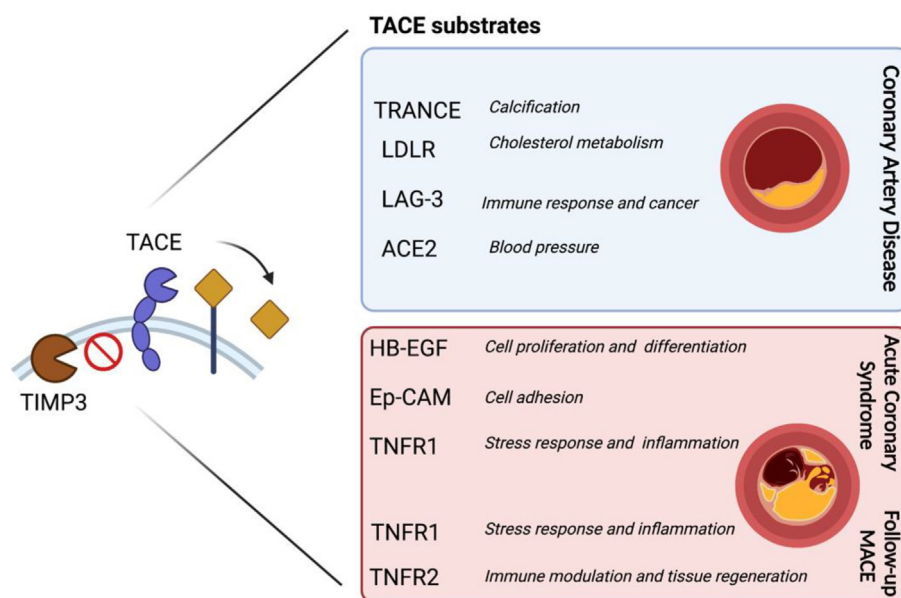 TACE substrates
TRANCE Calcification
LDLR Cholesterol metabolism
LAG-3 Immune response and cancer
ACE2 Blood pressure
Coronary Artery Disease
TACE
TIMP3
HB-EGF Cell proliferation and differentiation
Ep-CAM Cell adhesion
TNFR1 Stress response and inflammation
Acute Coronary
Syndrome
TNFR1 Stress response and inflammation
TNFR2 Immune modulation and tissue regeneration
Follow-up
MACE